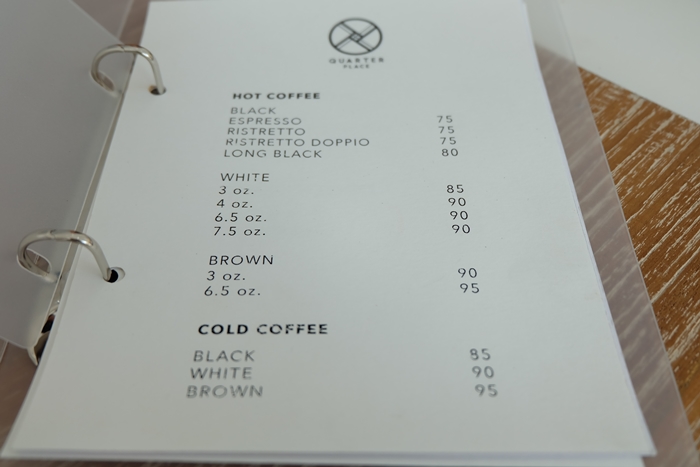 QUARTER
PLACE
HOT COFFEE
BLACK
ESPRESSO 75
RISTRETTO 75
RISTRETTO DOPPIO 75
LONG BLACK 80
WHITE
3 oz. 85
4 oz. 90
6.5 oz. 90
7.5 oz. 90
BROWN
3 oz. 90
6.5 oz. 95
COLD COFFEE
BLACK 85
WHITE 90
BROWN 95